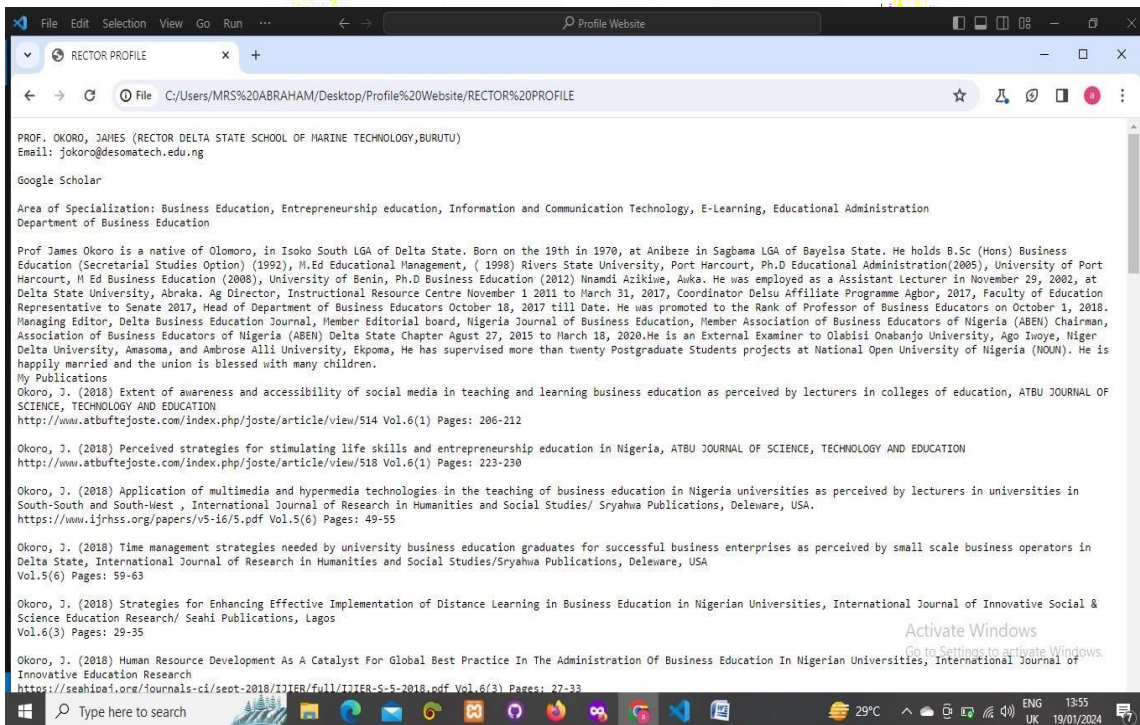 File Edit Selection View Go Run ... Profile Website
RECTOR PROFILE
File C:/Users/MRS%20ABRAHAM/Desktop/Profile%20Website/RECTOR%20PROFILE
PROF. OKORO, JAMES (RECTOR DELTA STATE SCHOOL OF MARINE TECHNOLOGY,BURUTU)
Email: jokoro@desomatech.edu.ng
Google Scholar
Area of Specialization: Business Education, Entrepreneurship education, Information and Communication Technology, E-Learning, Educational Administration
Department of Business Education
Prof James Okoro is a native of Olomoro, in Isoko South LGA of Delta State. Born on the 19th in 1970, at Anibeze in Sagbama LGA of Bayelsa State. He holds B.Sc (Hons) Business
Education (Secretarial Studies Option) (1992), M.Ed Educational Management, ( 1998) Rivers State University, Port Harcourt, Ph.D Educational Administration(2005), University of Port
Harcourt, M Ed Business Education (2008), University of Benin, Ph.D Business Education (2012) Nnamdi Azikiwe, Awka. He was employed as a Assistant Lecturer in November 29, 2002, at
Delta State University, Abraka. Ag Director, Instructional Resource Centre November 1 2011 to March 31, 2017, Coordinator Delsu Affiliate Programme Agbor, 2017, Faculty of Education
Representative to Senate 2017, Head of Department of Business Educators October 18, 2017 till Date. He was promoted to the Rank of Professor of Business Educators on October 1, 2018.
Managing Editor, Delta Business Education Journal, Member Editorial board, Nigeria Journal of Business Education, Member Association of Business Educators of Nigeria (ABEN) Chairman,
Association of Business Educators of Nigeria (ABEN) Delta State Chapter Agust 27, 2015 to March 18, 2020.He is an External Examiner to Olabisi Onabanjo University, Ago Iwoye, Niger
Delta University, Amasoma, and Ambrose Alli University, Ekpoma, He has supervised more than twenty Postgraduate Students projects at National Open University of Nigeria (NOUN). He is
happily married and the union is blessed with many children.
My Publications
Okoro, J. (2018) Extent of awareness and accessibility of social media in teaching and learning business education as perceived by lecturers in colleges of education, ATBU JOURNAL OF
SCIENCE, TECHNOLOGY AND EDUCATION
http://www.atbuftejoste.com/index.php/joste/article/view/514 Vol.6(1) Pages: 206-212
Okoro, J. (2018) Perceived strategies for stimulating life skills and entrepreneurship education in Nigeria, ATBU JOURNAL OF SCIENCE, TECHNOLOGY AND EDUCATION
http://www.atbuftejoste.com/index.php/joste/article/view/518 Vol.6(1) Pages: 223-230
Okoro, J. (2018) Application of multimedia and hypermedia technologies in the teaching of business education in Nigeria universities as perceived by lecturers in universities in
South-South and South-West , International Journal of Research in Humanities and Social Studies/ Sryahwa Publications, Deleware, USA.
https://www.ijrhss.org/papers/v5-i6/5.pdf Vol.5(6) Pages: 49-55
Okoro, J. (2018) Time management strategies needed by university business education graduates for successful business enterprises as perceived by small scale business operators in
Delta State, International Journal of Research in Humanities and Social Studies/Sryahwa Publications, Deleware, USA
Vol.5(6) Pages: 59-63
Okoro, J. (2018) Strategies for Enhancing Effective Implementation of Distance Learning in Business Education in Nigerian Universities, International Journal of Innovative Social &
Science Education Research/ Seahi Publications, Lagos
Vol.6(3) Pages: 29-35
Activate Windows
Go to Settings to activate Windows.
Okoro, J. (2018) Human Resource Development As A Catalyst For Global Best Practice In The Administration Of Business Education In Nigerian Universities, International Journal of
Innovative Education Research
https://seahipaj.org/journals-ci/sept-2018/IJIER/full/IJIER-S-5-2018.pdf Vol.6(3) Pages: 27-33
Type here to search 29°C ENG 13:55
UK 19/01/2024